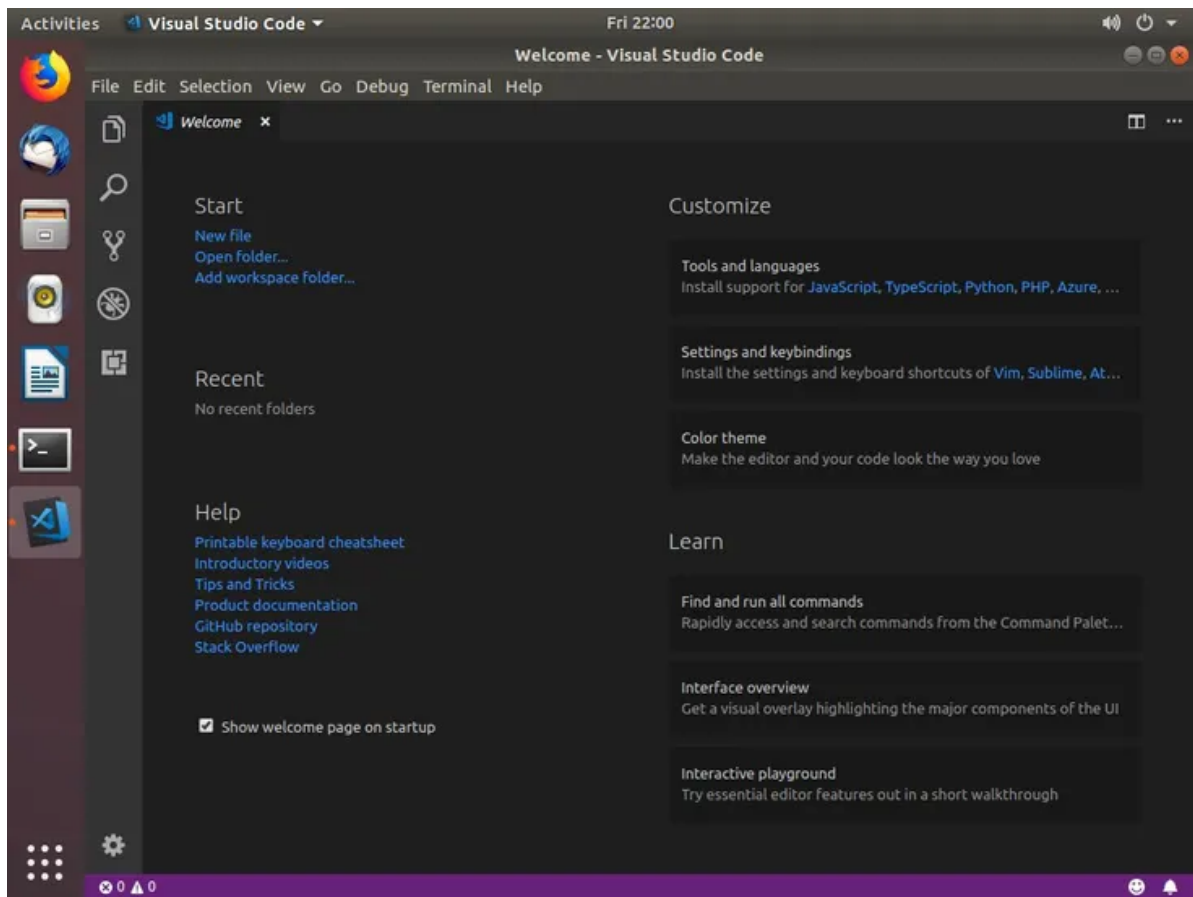 Activities Visual Studio Code Fri 22:00
Welcome - Visual Studio Code
File Edit Selection View Go Debug Terminal Help
Welcome
Start
New file
Open folder...
Add workspace folder...
Recent
No recent folders
Help
Printable keyboard cheatsheet
Introductory videos
Tips and Tricks
Product documentation
GitHub repository
Stack Overflow
Show welcome page on startup
Customize
Tools and languages
Install support for JavaScript, TypeScript, Python, PHP, Azure, ...
Settings and keybindings
Install the settings and keyboard shortcuts of Vim, Sublime, At...
Color theme
Make the editor and your code look the way you love
Learn
Find and run all commands
Rapidly access and search commands from the Command Palet...
Interface overview
Get a visual overlay highlighting the major components of the UI
Interactive playground
Try essential editor features out in a short walkthrough
0 0